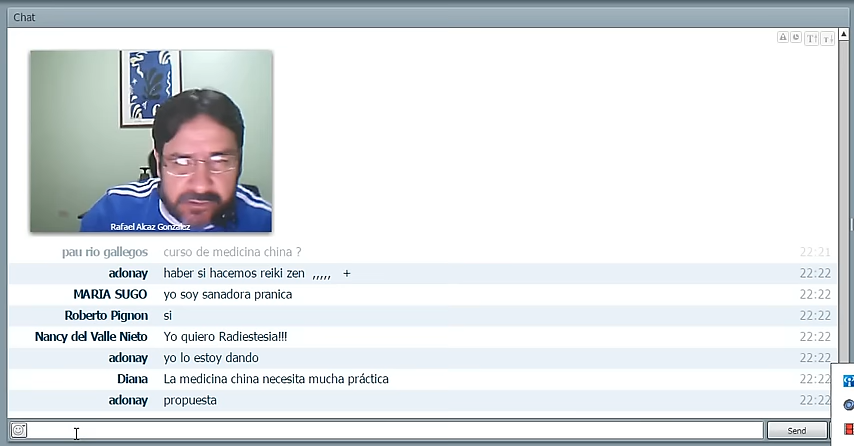 Chat
Rafael Alcaz Gonzalez
pau rio gallegos curso de medicina china ? 22:21
adonay haber si hacemos reiki zen ,,,,, + 22:22
MARIA SUGO yo soy sanadora pranica 22:22
Roberto Pignon si 22:22
Nancy del Valle Nieto Yo quiero Radiestesia!!! 22:22
adonay yo lo estoy dando 22:22
Diana La medicina china necesita mucha práctica 22:22
adonay propuesta 22:22
Send